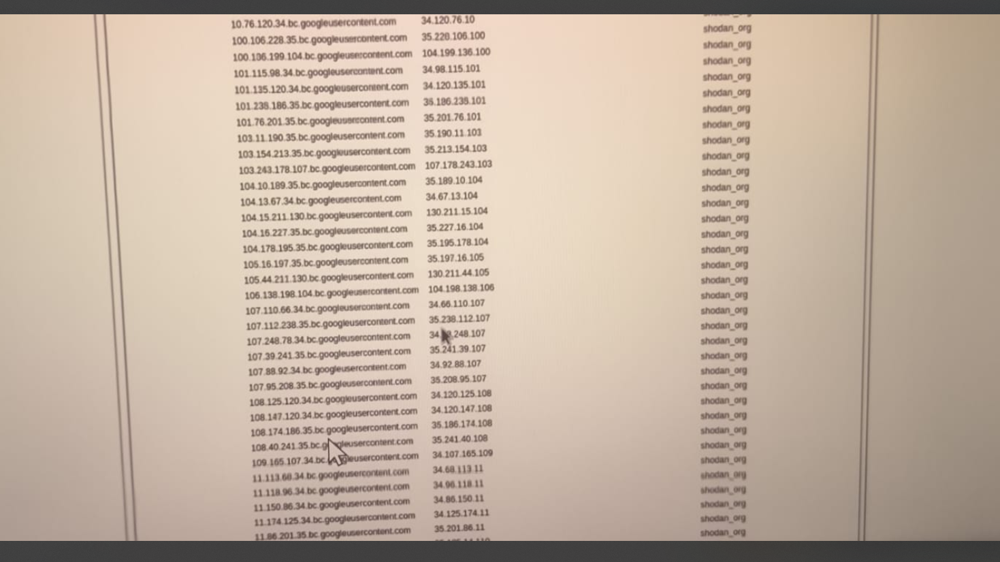 10.76.120.34.bc.googleusercontent.com 34.120.76.10
100.106.228.35.bc.googleusercontent.com 35.228.106.100 shodan_org
100.136.199.104.bc.googleusercontent.com 104.199.136.100 shodan_org
101.115.98.34.bc.googleusercontent.com 34.98.115.101 shodan_org
101.135.120.34.bc.googleusercontent.com 34.120.135.101 shodan_org
101.238.186.35.bc.googleusercontent.com 35.186.238.101 shodan_org
101.76.201.35.bc.googleusercontent.com 35.201.76.101 shodan_org
103.11.190.35.bc.googleusercontent.com 35.190.11.103 shodan_org
103.154.213.35.bc.googleusercontent.com 35.213.154.103 shodan_org
103.243.178.107.bc.googleusercontent.com 107.178.243.103 shodan_org
104.10.189.35.bc.googleusercontent.com 35.189.10.104 shodan_org
104.13.67.34.bc.googleusercontent.com 34.67.13.104 shodan_org
104.15.211.130.bc.googleusercontent.com 130.211.15.104 shodan_org
104.16.227.35.bc.googleusercontent.com 35.227.16.104 shodan_org
104.178.195.35.bc.googleusercontent.com 35.195.178.104 shodan_org
105.16.197.35.bc.googleusercontent.com 35.197.16.105 shodan_org
105.44.211.130.bc.googleusercontent.com 130.211.44.105 shodan_org
106.138.198.104.bc.googleusercontent.com 104.198.138.106 shodan_org
107.110.66.34.bc.googleusercontent.com 34.66.110.107 shodan_org
107.112.238.35.bc.googleusercontent.com 35.238.112.107 shodan_org
107.248.78.34.bc.googleusercontent.com shodan_org
107.39.241.35.bc.googleusercontent.com 35.241.39.107 shodan_org
107.88.92.34.bc.googleusercontent.com 34.92.88.107 shodan_org
107.95.208.35.bc.googleusercontent.com 35.208.95.107 shodan_org
108.125.120.34.bc.googleusercontent.com 34.120.125.108 shodan_org
108.147.120.34.bc.googleusercontent.com 34.120.147.108 shodan_org
108.174.186.35.bc.googleusercontent.com 35.186.174.108 shodan_org
108.40.241.35.bc.googleusercontent.com 35.241.40.108 shodan_org
109.165.107.34.bc.googleusercontent.com 34.107.165.109 shodan_org
11.113.68.34.bc.googleusercontent.com 34.68.113.11 shodan_org
11.118.96.34.bc.googleusercontent.com 34.96.118.11 shodan_org
11.150.86.34.bc.googleusercontent.com 34.86.150.11 shodan_org
11.174.125.34.bc.googleusercontent.com 34.125.174.11 shodan_org
11.86.201.35.bc.googleusercontent.com 35.201.86.11 shodan_org